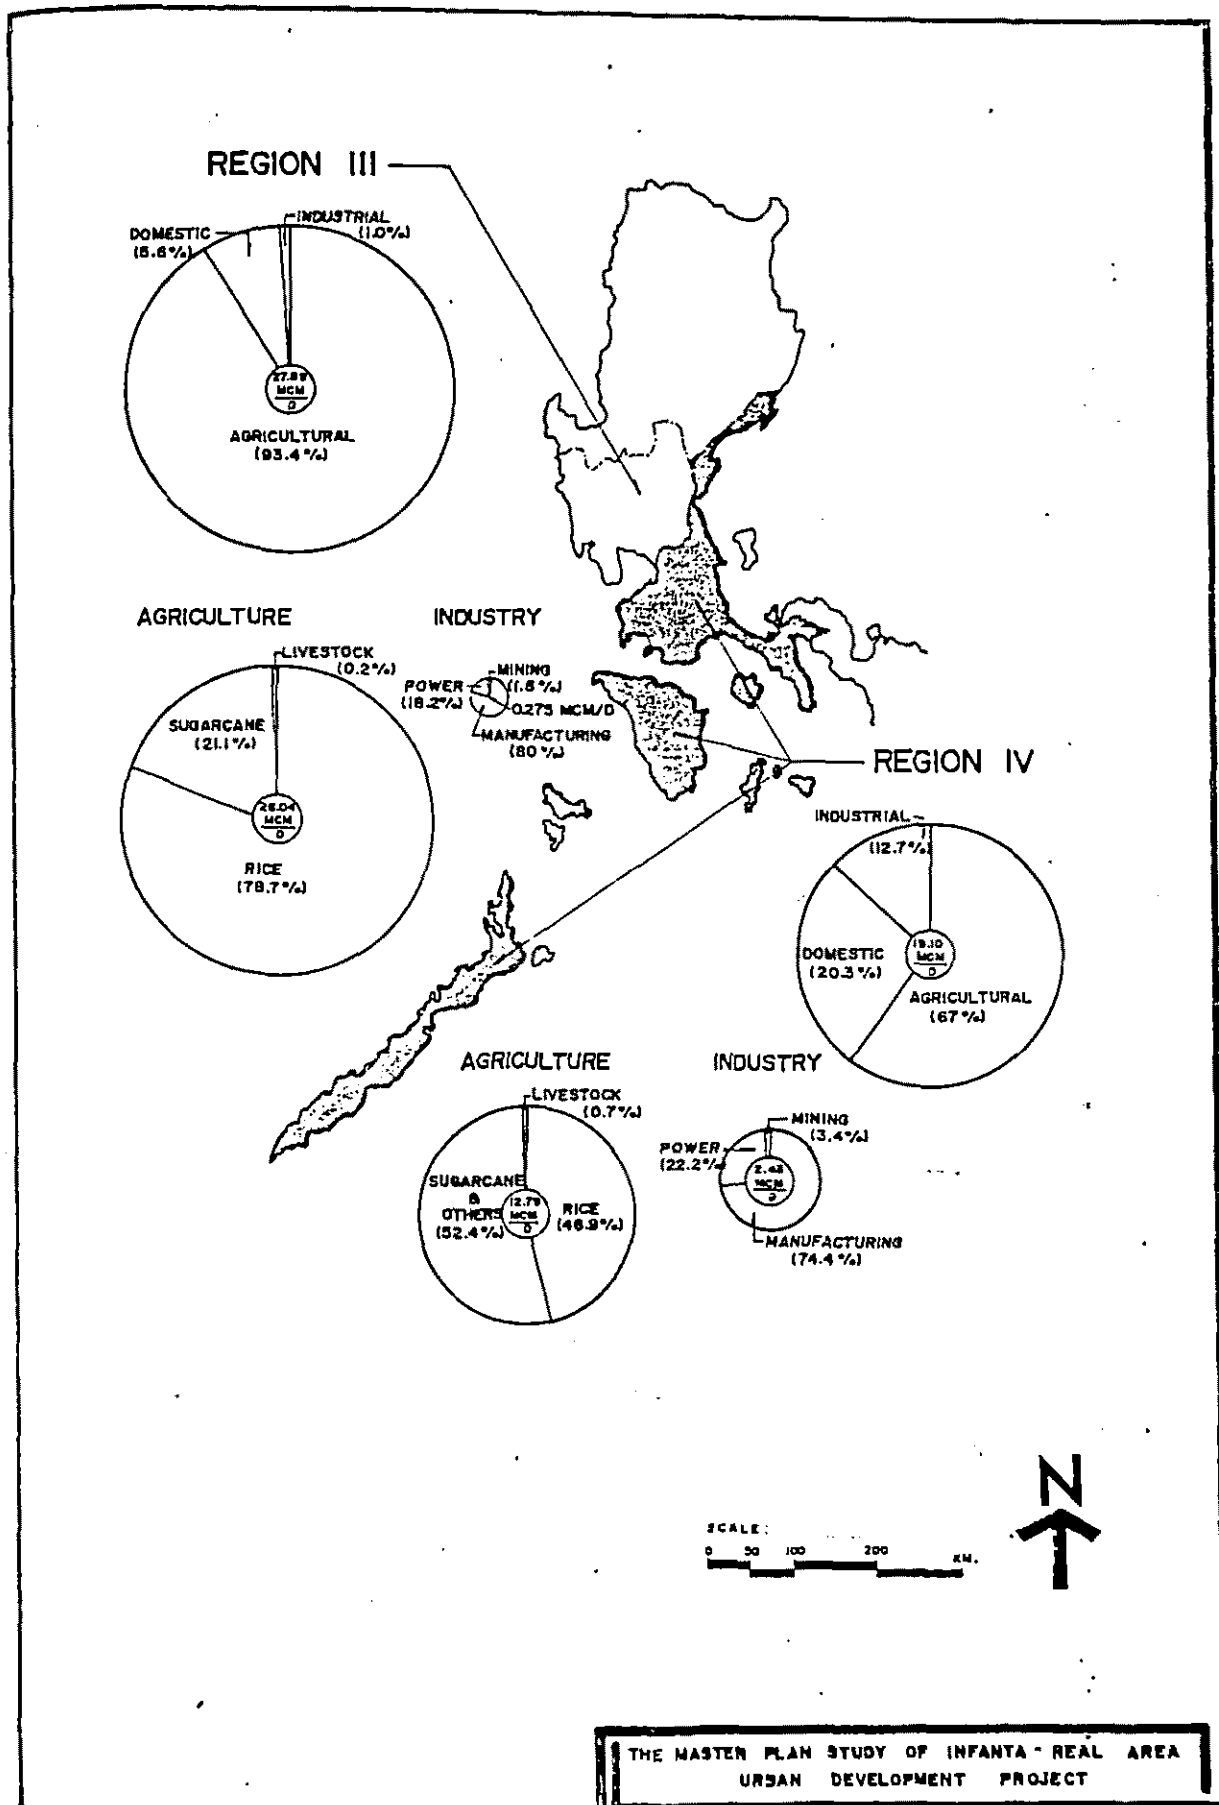 REGION III
INDUSTRIAL
(1.0%)
DOMESTIC
(5.6%)
27.89
MCM
D
AGRICULTURAL
(93.4%)
AGRICULTURE
LIVESTOCK
(0.2%)
SUGARCANE
(21.1%)
26.04
MCM
D
RICE
(78.7%)
INDUSTRY
MINING
(1.8%)
POWER
(18.2%)
0.275 MCM/D
MANUFACTURING
(80%)
REGION IV
INDUSTRIAL
(12.7%)
DOMESTIC
(20.3%)
19.10
MCM
D
AGRICULTURAL
(67%)
AGRICULTURE
LIVESTOCK
(0.7%)
SUGARCANE
&
OTHERS
(52.4%)
12.79
MCM
D
RICE
(46.9%)
INDUSTRY
MINING
(3.4%)
POWER
(22.2%)
MCM
D
MANUFACTURING
(74.4%)
N
SCALE:
0 50 100 200 KM.
THE MASTER PLAN STUDY OF INFANTA - REAL AREA
URBAN DEVELOPMENT PROJECT